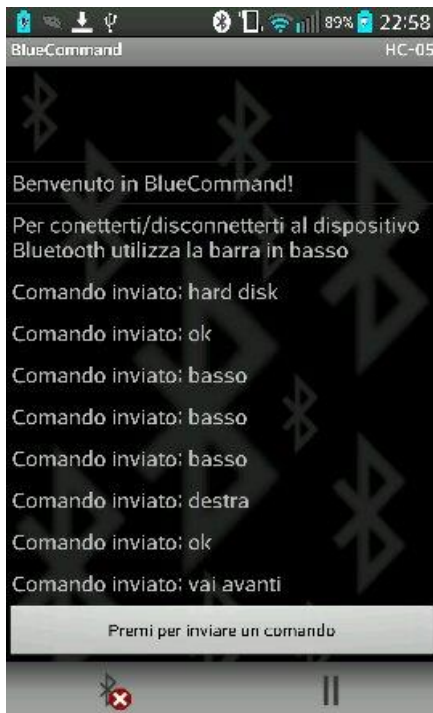 89% 22:58
BlueCommand HC-05
Benvenuto in BlueCommand!
Per conetterti/disconnetterti al dispositivo
Bluetooth utilizza la barra in basso
Comando inviato: hard disk
Comando inviato: ok
Comando inviato: basso
Comando inviato: basso
Comando inviato: basso
Comando inviato: destra
Comando inviato: ok
Comando inviato: vai avanti
Premi per inviare un comando